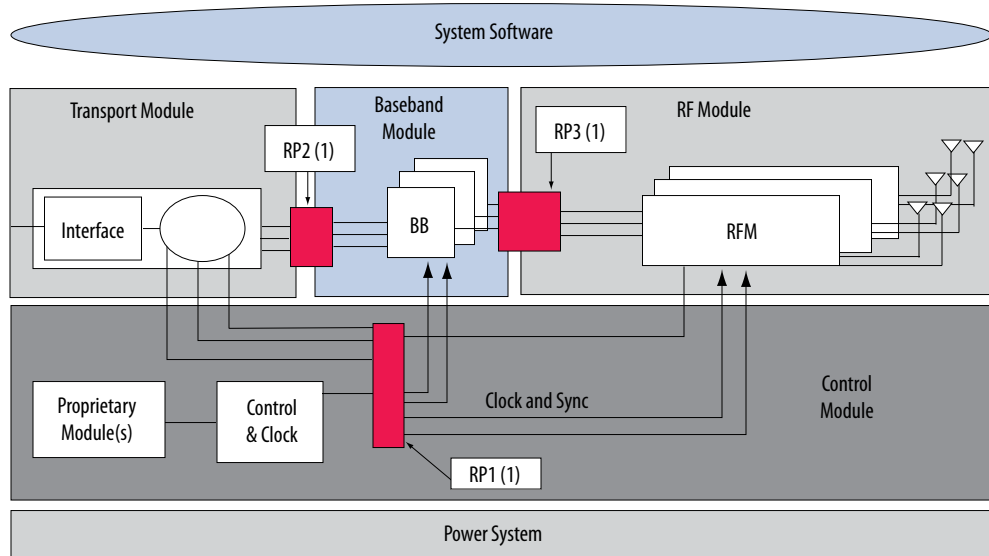 System Software
Transport Module
Baseband
Module
RF Module
RP2 (1)
RP3 (1)
Interface
BB
RFM
Proprietary
Module(s)
Control
& Clock
Clock and Sync
Control
Module
RP1 (1)
Power System